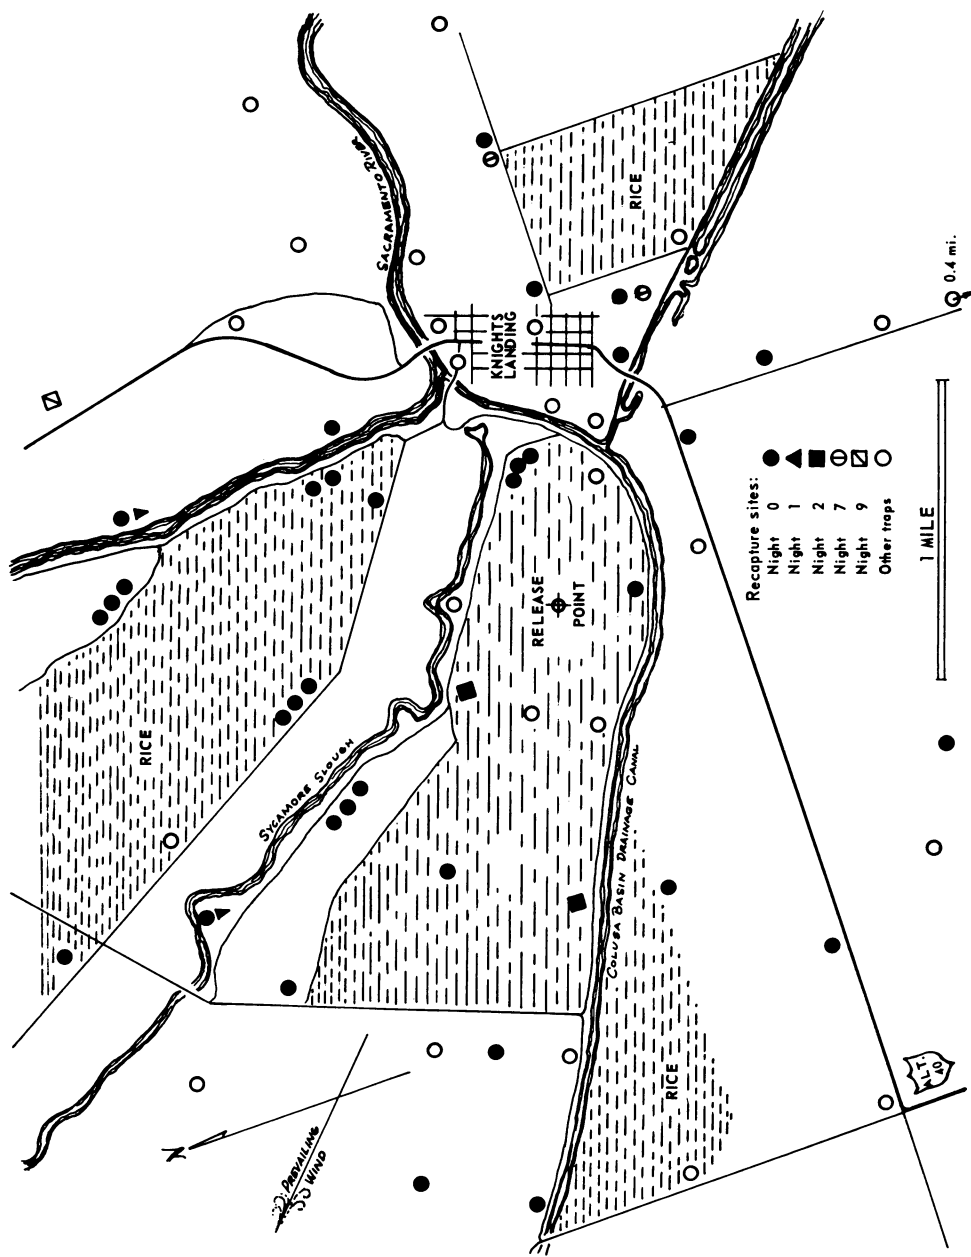 SACRAMENTO RIVER
RICE
KNIGHTS
LANDING
0.4 mi.
Recapture sites:
Night 0
Night 1
Night 2
Night 7
Night 9
Other traps
1 MILE
RELEASE
POINT
RICE
SYCAMORE SLOUGH
COLUSA BASIN DRAINAGE CANAL
RICE
ALT.
40
N
PREVAILING
WIND